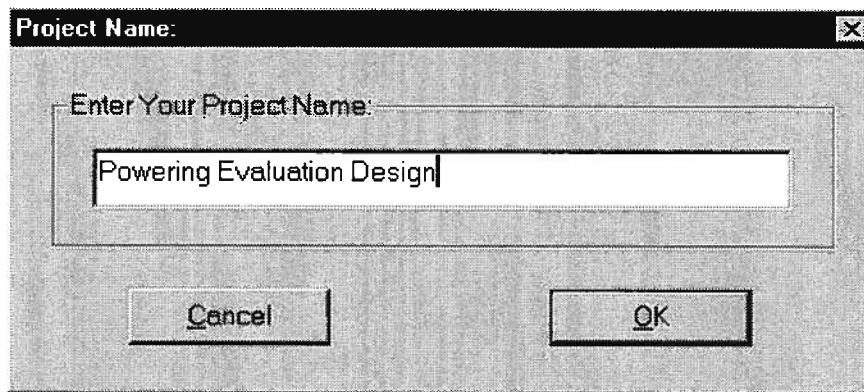 Project Name:
Enter Your Project Name:
Powering Evaluation Design
Cancel
OK